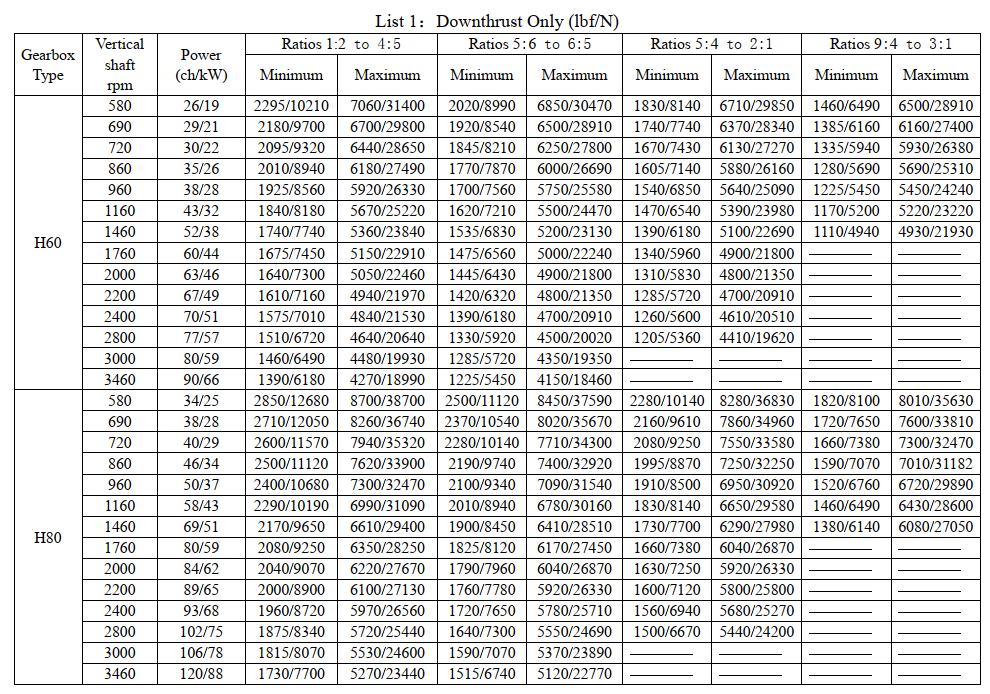 List 1：Downthrust Only (lbf/N)
Gearbox Type Vertical shaft rpm Power (ch/kW) Ratios 1:2 to 4:5 Ratios 5:6 to 6:5 Ratios 5:4 to 2:1 Ratios 9:4 to 3:1
Minimum Maximum Minimum Maximum Minimum Maximum Minimum Maximum
H60
580 26/19 2295/10210 7060/31400 2020/8990 6850/30470 1830/8140 6710/29850 1460/6490 6500/28910
690 29/21 2180/9700 6700/29800 1920/8540 6500/28910 1740/7740 6370/28340 1385/6160 6160/27400
720 30/22 2095/9320 6440/28650 1845/8210 6250/27800 1670/7430 6130/27270 1335/5940 5930/26380
860 35/26 2010/8940 6180/27490 1770/7870 6000/26690 1605/7140 5880/26160 1280/5690 5690/25310
960 38/28 1925/8560 5920/26330 1700/7560 5750/25580 1540/6850 5640/25090 1225/5450 5450/24240
1160 43/32 1840/8180 5670/25220 1620/7210 5500/24470 1470/6540 5390/23980 1170/5200 5220/23220
1460 52/38 1740/7740 5360/23840 1535/6830 5200/23130 1390/6180 5100/22690 1110/4940 4930/21930
1760 60/44 1675/7450 5150/22910 1475/6560 5000/22240 1340/5960 4900/21800 —— ——
2000 63/46 1640/7300 5050/22460 1445/6430 4900/21800 1310/5830 4800/21350 —— ——
2200 67/49 1610/7160 4940/21970 1420/6320 4800/21350 1285/5720 4700/20910 —— ——
2400 70/51 1575/7010 4840/21530 1390/6180 4700/20910 1260/5600 4610/20510 —— ——
2800 77/57 1510/6720 4640/20640 1330/5920 4500/20020 1205/5360 4410/19620 —— ——
3000 80/59 1460/6490 4480/19930 1285/5720 4350/19350 —— —— —— ——
3460 90/66 1390/6180 4270/18990 1225/5450 4150/18460 —— —— —— ——
H80
580 34/25 2850/12680 8700/38700 2500/11120 8450/37590 2280/10140 8280/36830 1820/8100 8010/35630
690 38/28 2710/12050 8260/36740 2370/10540 8020/35670 2160/9610 7860/34960 1720/7650 7600/33810
720 40/29 2600/11570 7940/35320 2280/10140 7710/34300 2080/9250 7550/33580 1660/7380 7300/32470
860 46/34 2500/11120 7620/33900 2190/9740 7400/32920 1995/8870 7250/32250 1590/7070 7010/31182
960 50/37 2400/10680 7300/32470 2100/9340 7090/31540 1910/8500 6950/30920 1520/6760 6720/29890
1160 58/43 2290/10190 6990/31090 2010/8940 6780/30160 1830/8140 6650/29580 1460/6490 6430/28600
1460 69/51 2170/9650 6610/29400 1900/8450 6410/28510 1730/7700 6290/27980 1380/6140 6080/27050
1760 80/59 2080/9250 6350/28250 1825/8120 6170/27450 1660/7380 6040/26870 —— ——
2000 84/62 2040/9070 6220/27670 1790/7960 6040/26870 1630/7250 5920/26330 —— ——
2200 89/65 2000/8900 6100/27130 1760/7780 5920/26330 1600/7120 5800/25800 —— ——
2400 93/68 1960/8720 5970/26560 1720/7650 5780/25710 1560/6940 5680/25270 —— ——
2800 102/75 1875/8340 5720/25440 1640/7300 5550/24690 1500/6670 5440/24200 —— ——
3000 106/78 1815/8070 5530/24600 1590/7070 5370/23890 —— —— —— ——
3460 120/88 1730/7700 5270/23440 1515/6740 5120/22770 —— —— —— ——